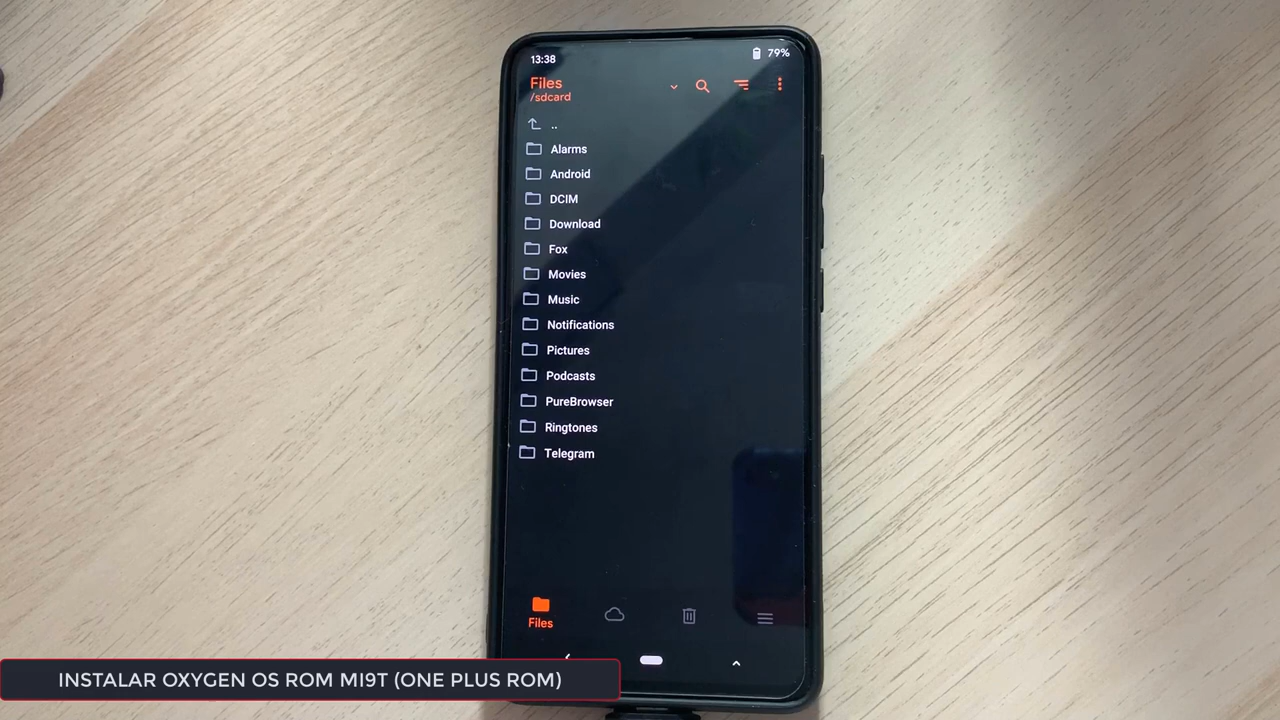 13:38
79%
Files
/sdcard
..
Alarms
Android
DCIM
Download
Fox
Movies
Music
Notifications
Pictures
Podcasts
PureBrowser
Ringtones
Telegram
Files
INSTALAR OXYGEN OS ROM MI9T (ONE PLUS ROM)